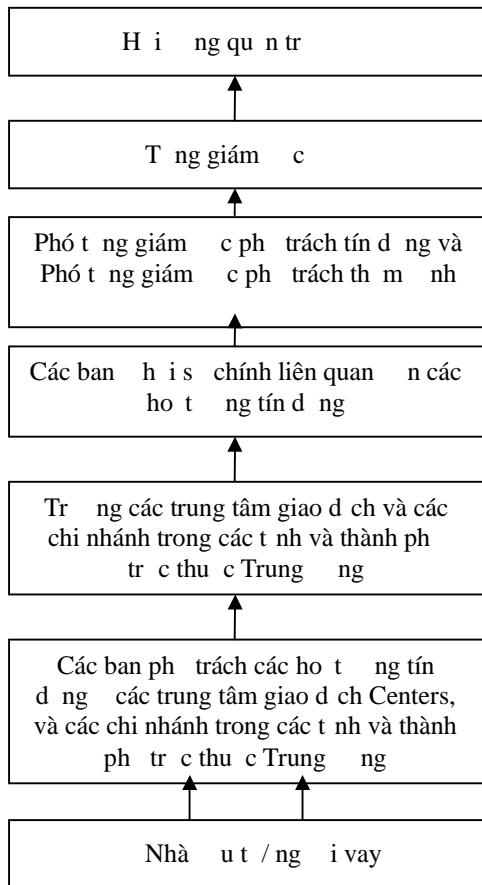 H i ng qu n tr
T ng giám c
Phó t ng giám c ph trách tín d ng và
Phó t ng giám c ph trách th m nh
Các ban h i s chính liên quan n các
ho t ng tín d ng
Tr ng các trung tâm giao d ch và các
chi nhánh trong các t nh và thành ph
tr c thu c Trung ng
Các ban ph trách các ho t ng tín
d ng các trung tâm giao d ch Centers,
và các chi nhánh trong các t nh và thành
ph tr c thu c Trung ng
Nhà u t / ng i vay